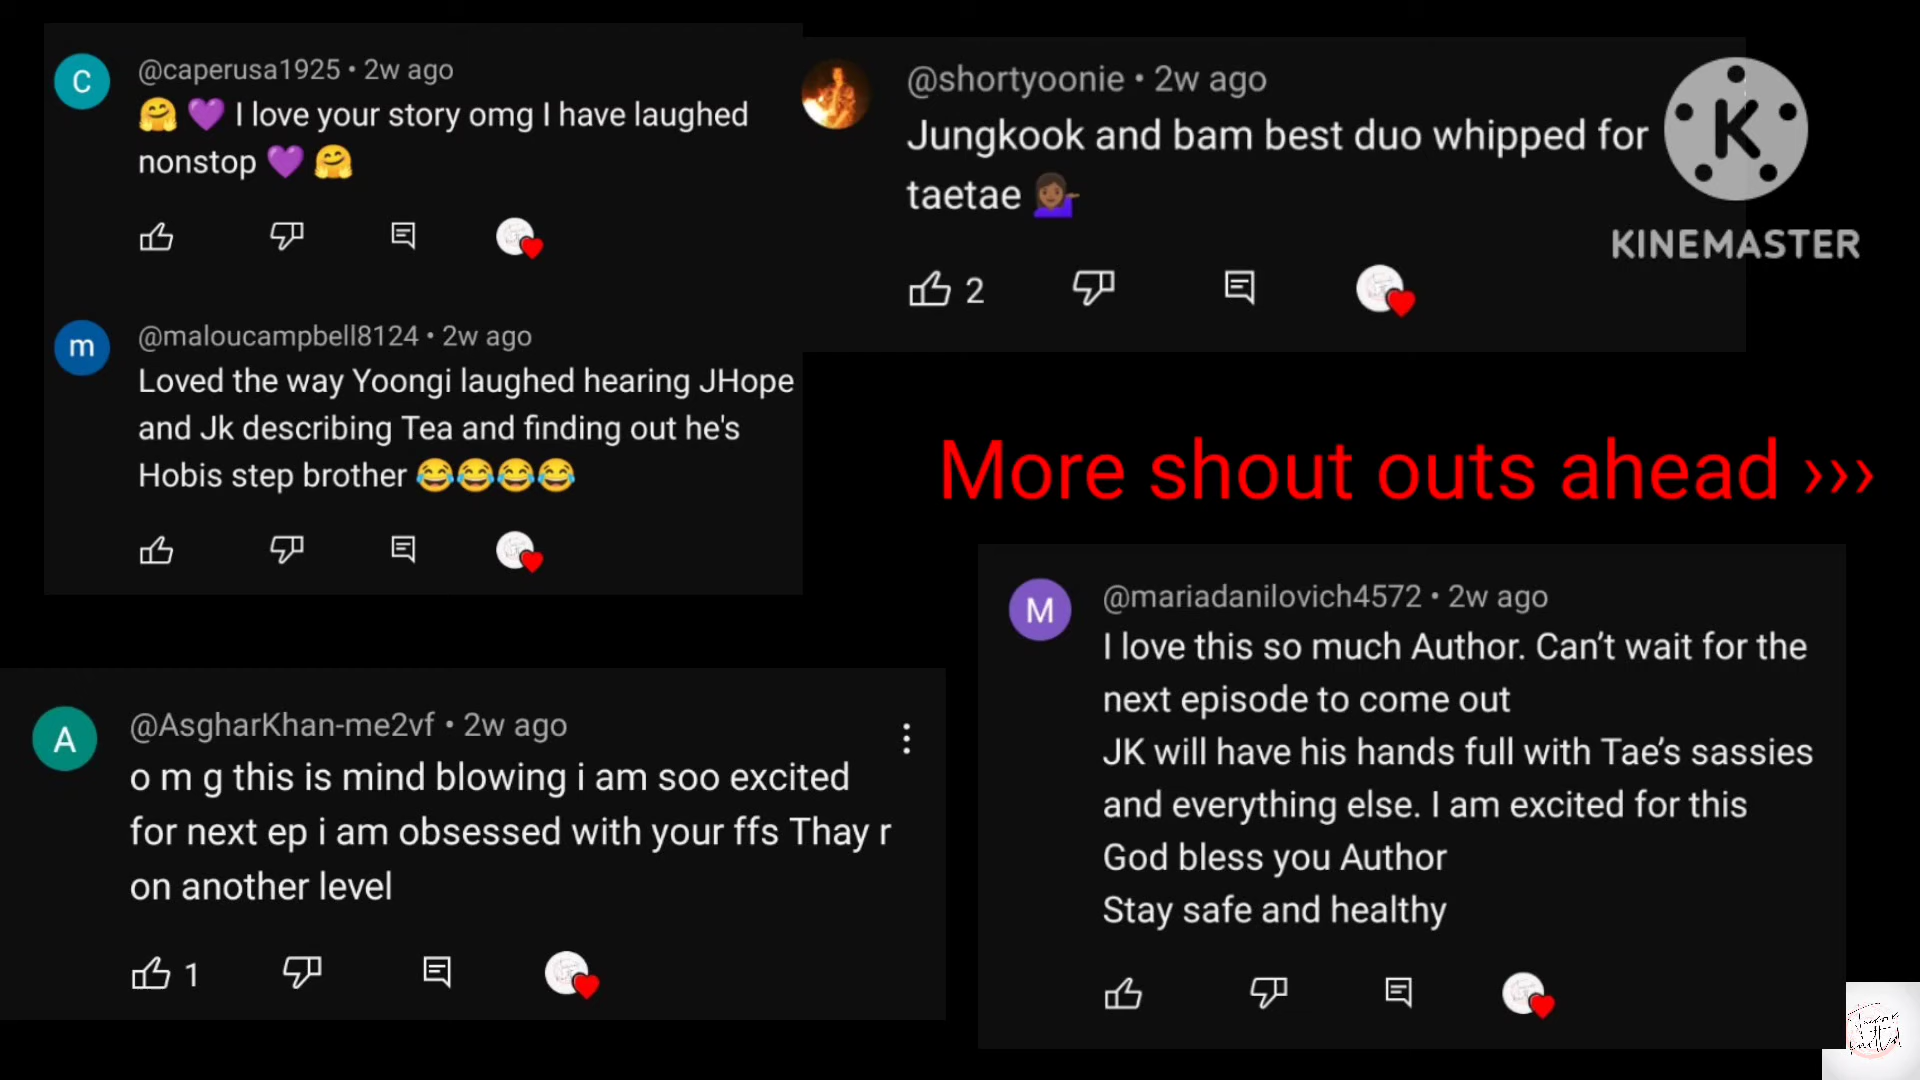 C
@caperusa1925 • 2w ago
🤗 💜 I love your story omg I have laughed
nonstop 💜 🤗
m
@maloucampbell8124 • 2w ago
Loved the way Yoongi laughed hearing JHope
and Jk describing Tea and finding out he's
Hobis step brother 😂😂😂😂
@shortyoonie • 2w ago
Jungkook and bam best duo whipped for
taetae 💁🏾‍♀️
2
K
KINEMASTER
More shout outs ahead ›››
A
@AsgharKhan-me2vf • 2w ago
o m g this is mind blowing i am soo excited
for next ep i am obsessed with your ffs Thay r
on another level
1
M
@mariadanilovich4572 • 2w ago
I love this so much Author. Can’t wait for the
next episode to come out
JK will have his hands full with Tae’s sassies
and everything else. I am excited for this
God bless you Author
Stay safe and healthy